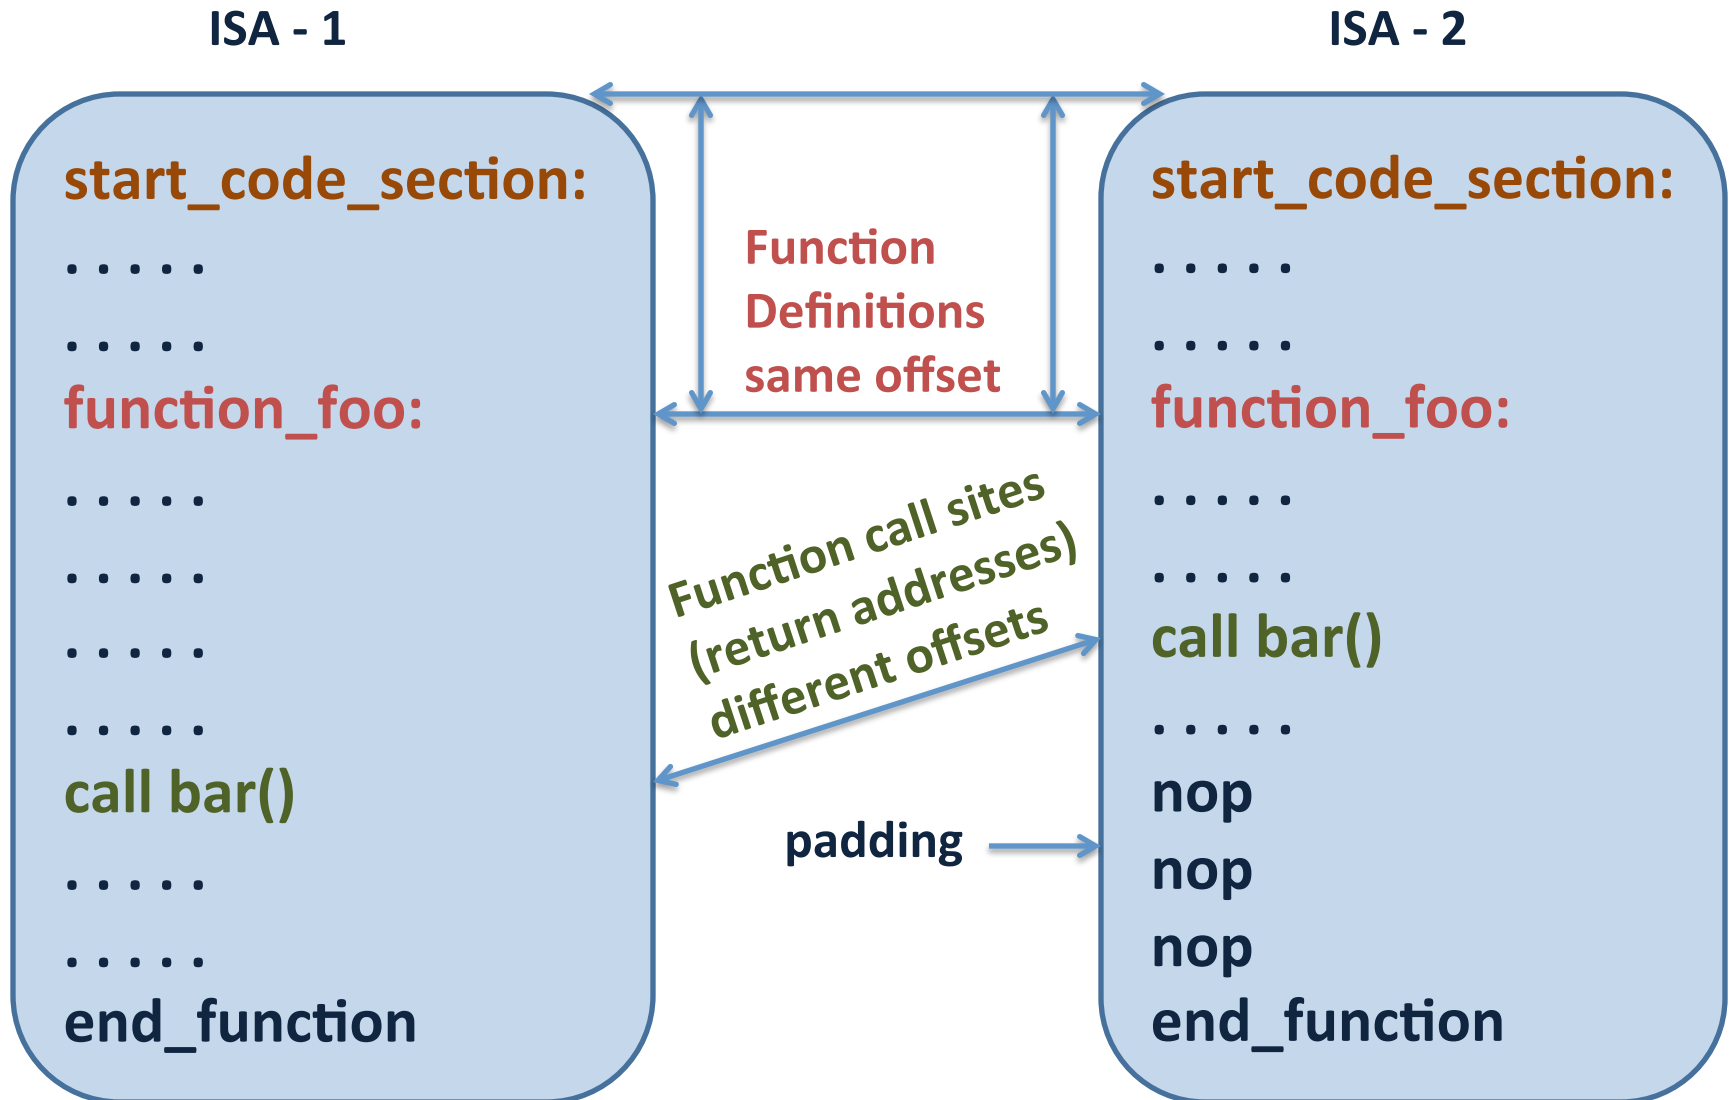 ISA - 1
start_code_section:
. . . . .
. . . . .
function_foo:
. . . . .
. . . . .
. . . . .
. . . . .
call bar()
. . . . .
. . . . .
end_function
Function
Definitions
same offset
Function call sites
(return addresses)
different offsets
padding
ISA - 2
start_code_section:
. . . . .
. . . . .
function_foo:
. . . . .
. . . . .
call bar()
. . . . .
nop
nop
nop
end_function